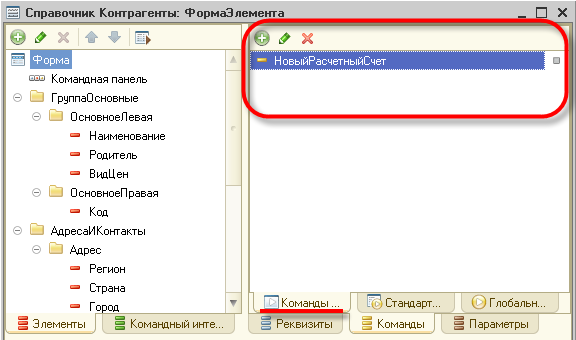 Справочник Контрагенты: ФормаЭлемента
Форма
Командная панель
ГруппаОсновные
ОсновноеЛевая
Наименование
Родитель
ВидЦен
ОсновноеПравая
Код
АдресаИКонтакты
Адрес
Регион
Страна
Город
Элементы
Командный инте...
НовыйРасчетныйСчет
Команды ...
Стандарт...
Глобальн...
Реквизиты
Команды
Параметры